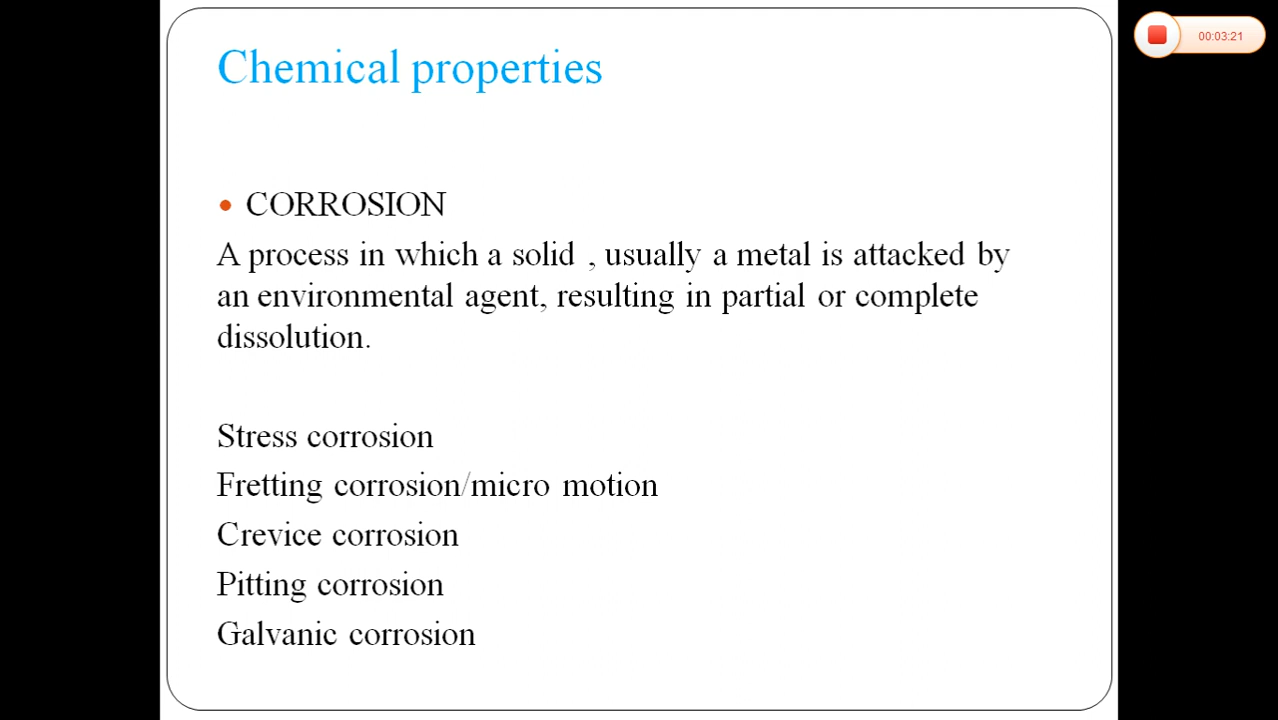 Chemical properties
00:03:21
• CORROSION
A process in which a solid , usually a metal is attacked by
an environmental agent, resulting in partial or complete
dissolution.
Stress corrosion
Fretting corrosion/micro motion
Crevice corrosion
Pitting corrosion
Galvanic corrosion